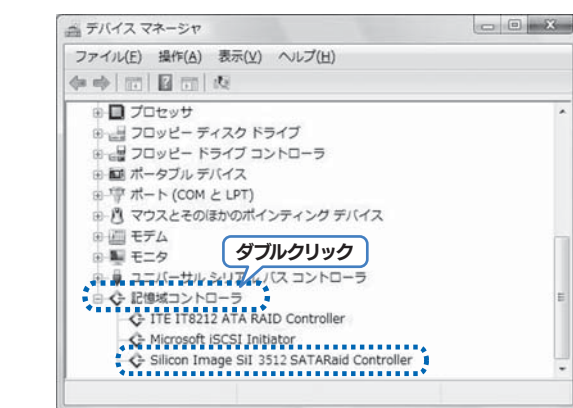 デバイス マネージャ
ファイル(F) 操作(A) 表示(V) ヘルプ(H)
プロセッサ
フロッピー ディスク ドライブ
フロッピー ドライブ コントローラ
ポータブル デバイス
ポート (COM と LPT)
マウスとそのほかのポインティング デバイス
モデム
モニタ
ダブルクリック
ユニバーサル シリアル バス コントローラ
記憶域コントローラ
ITE IT8212 ATA RAID Controller
Microsoft iSCSI Initiator
Silicon Image SiI 3512 SATARaid Controller